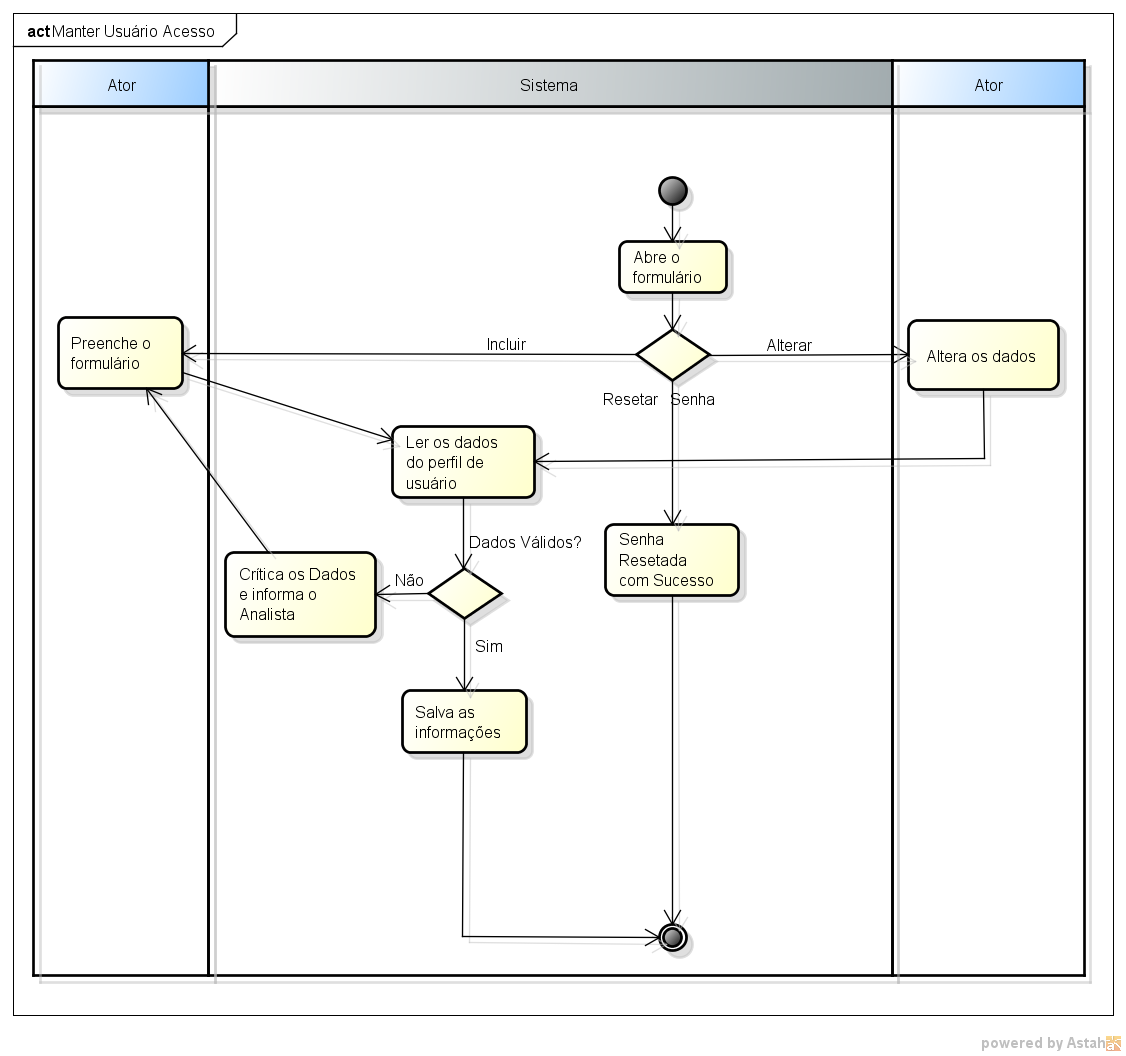 act Manter Usuário Acesso
Ator
Sistema
Ator
Abre o
formulário
Preenche o
formulário
Incluir
Alterar
Altera os dados
Resetar Senha
Ler os dados
do perfil de
usuário
Dados Válidos?
Senha
Resetada
com Sucesso
Crítica os Dados
e informa o
Analista
Não
Sim
Salva as
informações
powered by Astah